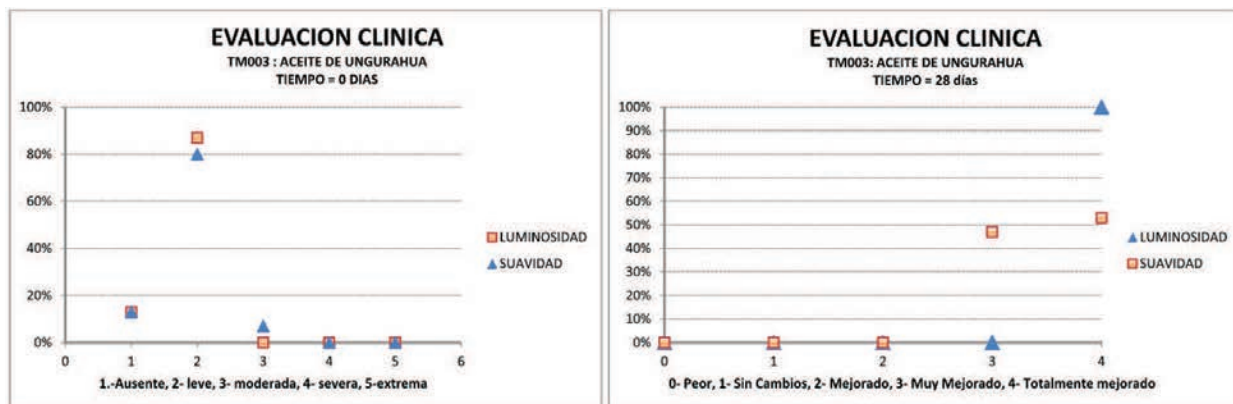 EVALUACION CLINICA
TM003 : ACEITE DE UNGURAHUA
TIEMPO = 0 DIAS
100%
80%
60%
40%
20%
0%
0 1 2 3 4 5 6
LUMINOSIDAD
SUAVIDAD
1.-Ausente, 2- leve, 3- moderada, 4- severa, 5-extrema
EVALUACION CLINICA
TM003: ACEITE DE UNGURAHUA
TIEMPO = 28 días
100%
90%
80%
70%
60%
50%
40%
30%
20%
10%
0%
0 1 2 3 4
LUMINOSIDAD
SUAVIDAD
0- Peor, 1- Sin Cambios, 2- Mejorado, 3- Muy Mejorado, 4- Totalmente mejorado